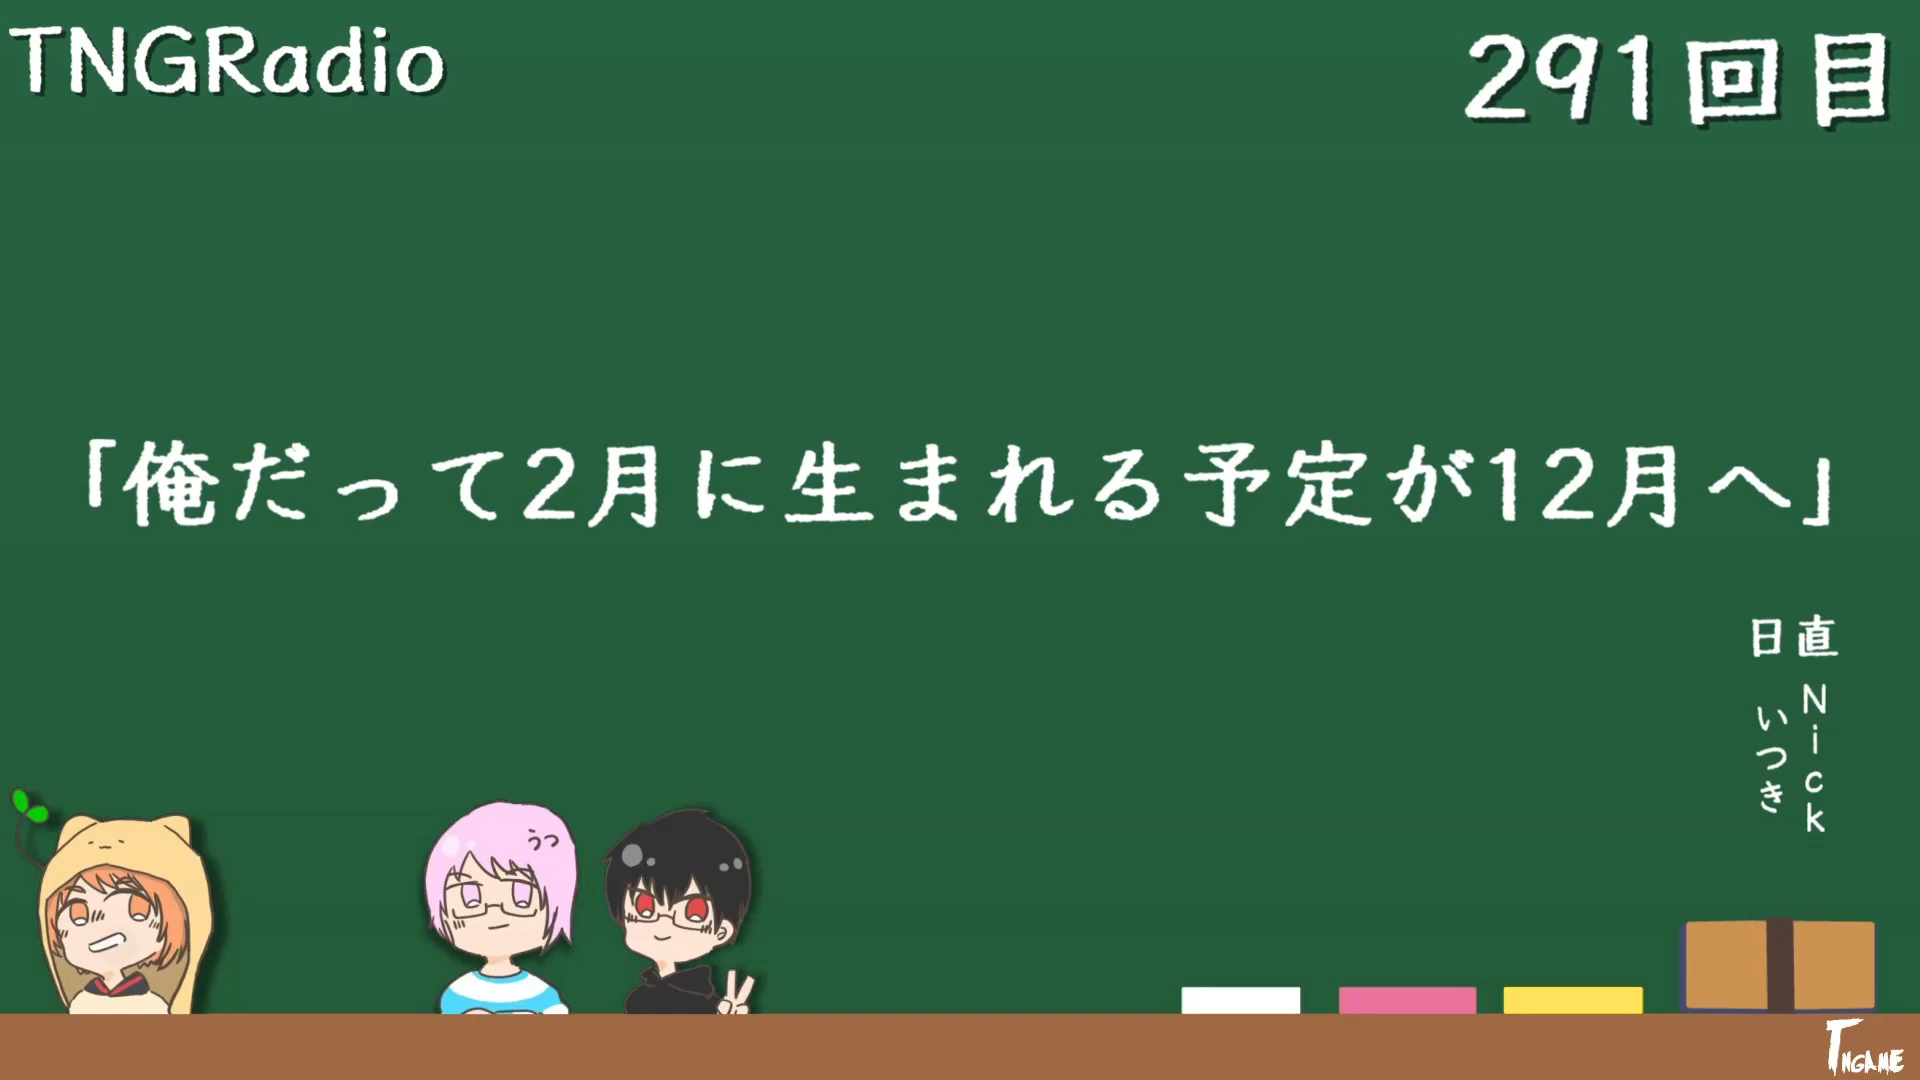 TNGRadio
291回目
「俺だって2月に生まれる予定が12月へ」
日直
Nick
いつき
うつ
TNGAME